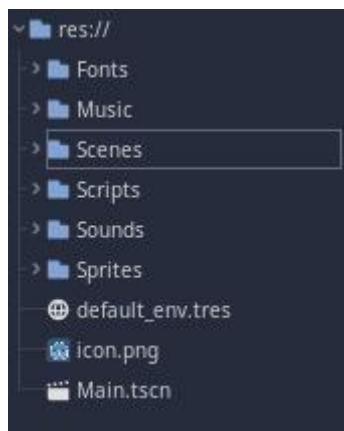 res://
Fonts
Music
Scenes
Scripts
Sounds
Sprites
default_env.tres
icon.png
Main.tscn